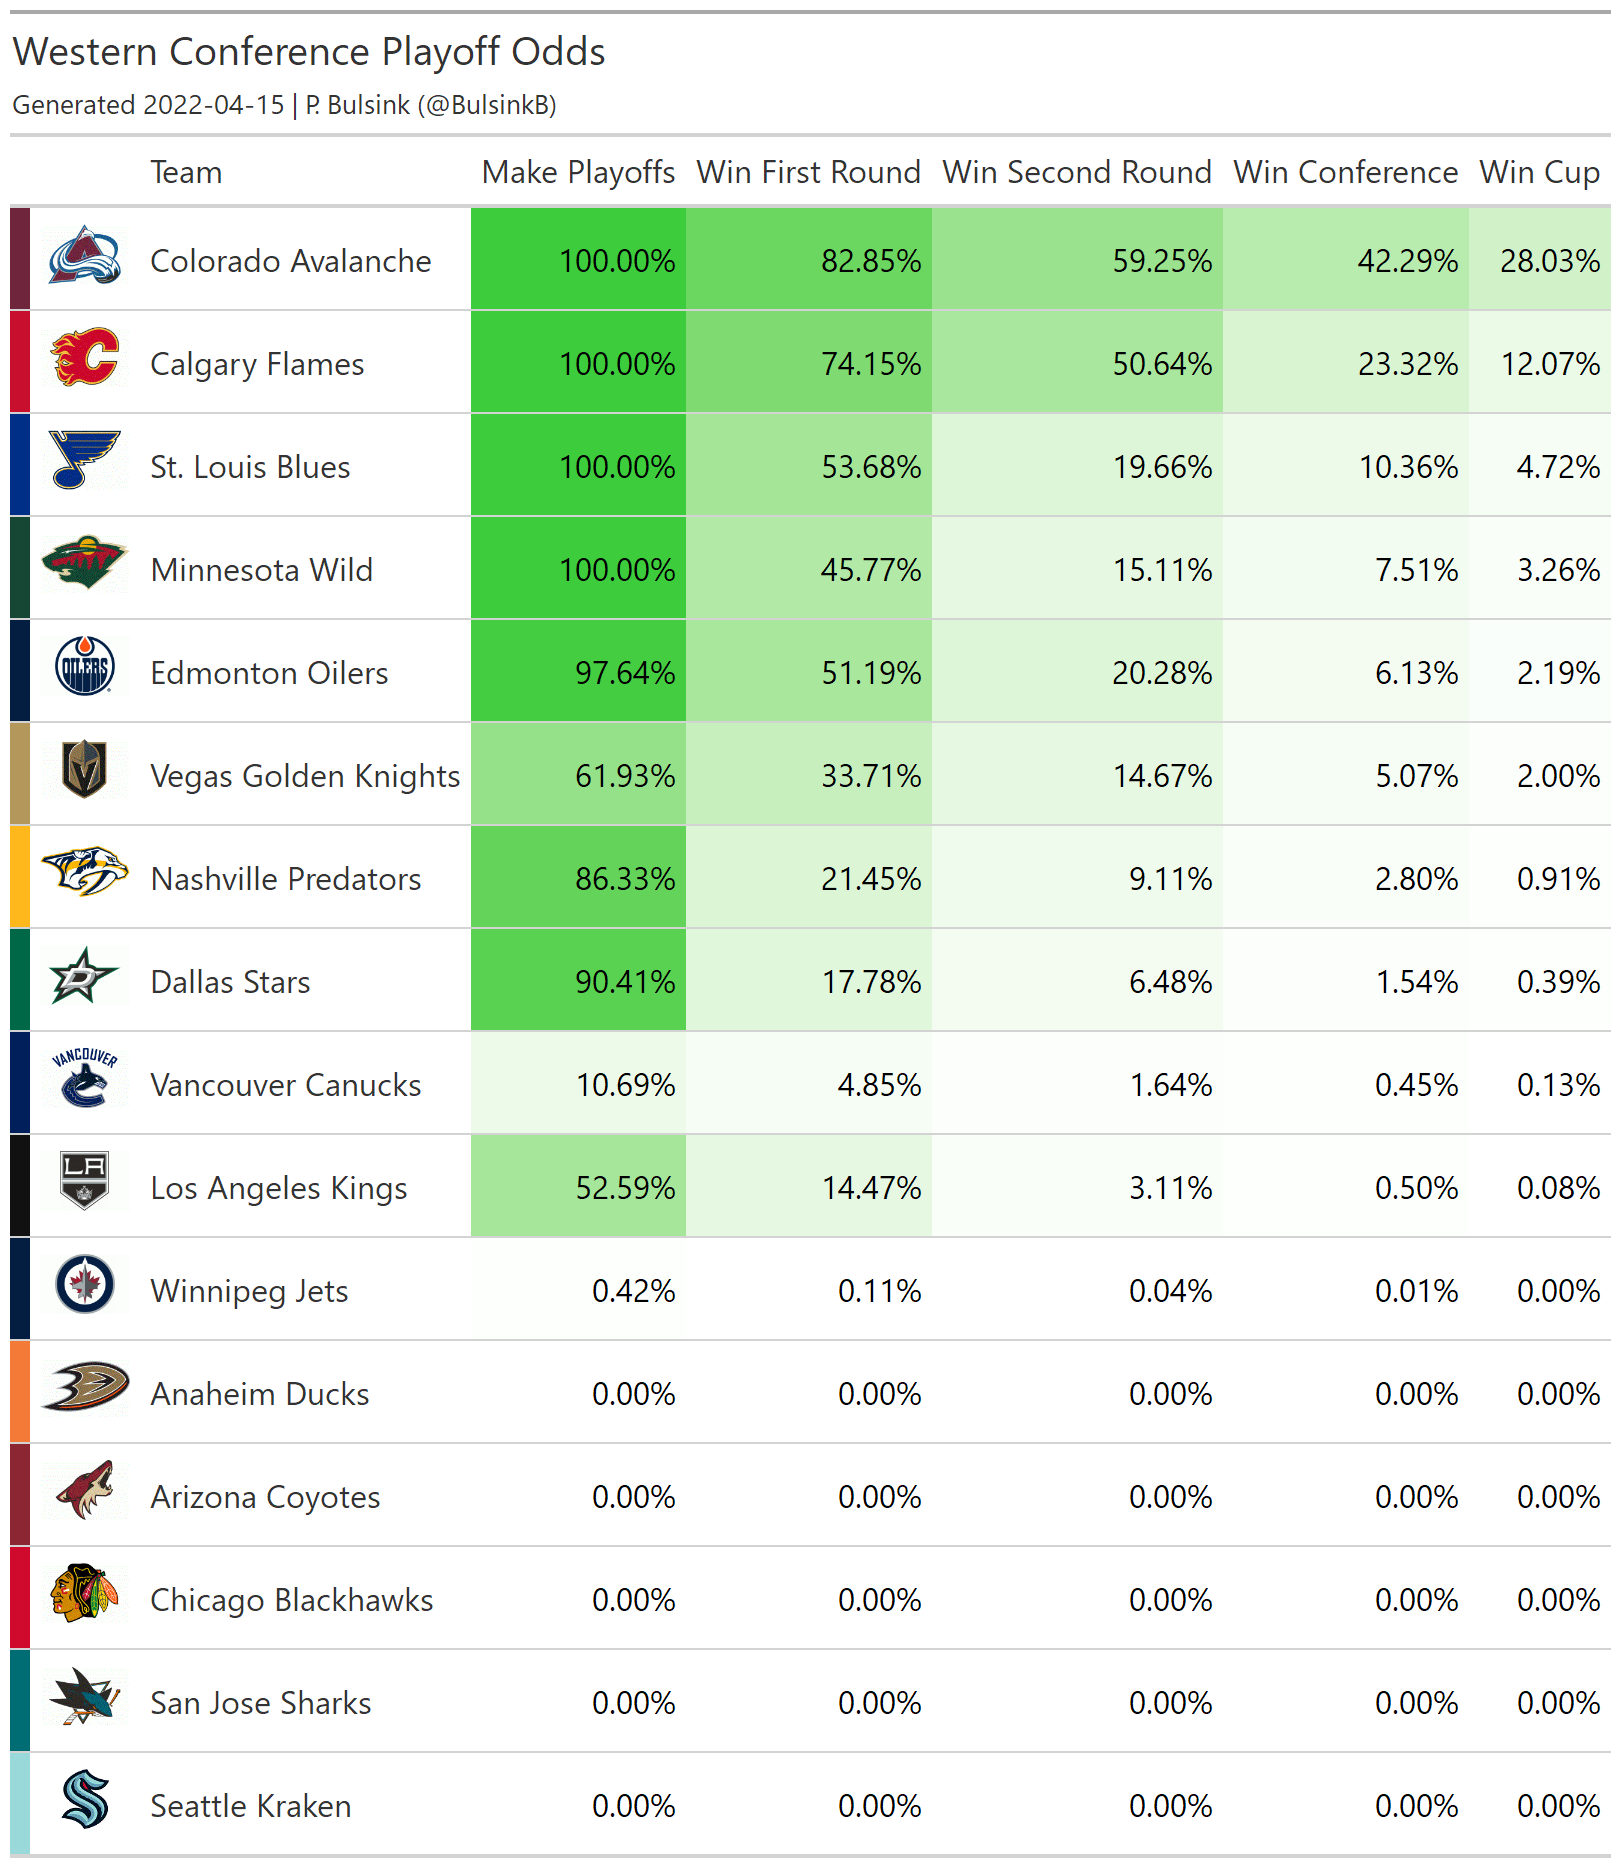 Western Conference Playoff Odds
Generated 2022-04-15 | P. Bulsink (@BulsinkB)
Team Make Playoffs Win First Round Win Second Round Win Conference Win Cup
Colorado Avalanche 100.00% 82.85% 59.25% 42.29% 28.03%
Calgary Flames 100.00% 74.15% 50.64% 23.32% 12.07%
St. Louis Blues 100.00% 53.68% 19.66% 10.36% 4.72%
Minnesota Wild 100.00% 45.77% 15.11% 7.51% 3.26%
OILERS Edmonton Oilers 97.64% 51.19% 20.28% 6.13% 2.19%
Vegas Golden Knights 61.93% 33.71% 14.67% 5.07% 2.00%
Nashville Predators 86.33% 21.45% 9.11% 2.80% 0.91%
D Dallas Stars 90.41% 17.78% 6.48% 1.54% 0.39%
VANCOUVER Vancouver Canucks 10.69% 4.85% 1.64% 0.45% 0.13%
LA Los Angeles Kings 52.59% 14.47% 3.11% 0.50% 0.08%
Winnipeg Jets 0.42% 0.11% 0.04% 0.01% 0.00%
Anaheim Ducks 0.00% 0.00% 0.00% 0.00% 0.00%
Arizona Coyotes 0.00% 0.00% 0.00% 0.00% 0.00%
Chicago Blackhawks 0.00% 0.00% 0.00% 0.00% 0.00%
San Jose Sharks 0.00% 0.00% 0.00% 0.00% 0.00%
Seattle Kraken 0.00% 0.00% 0.00% 0.00% 0.00%